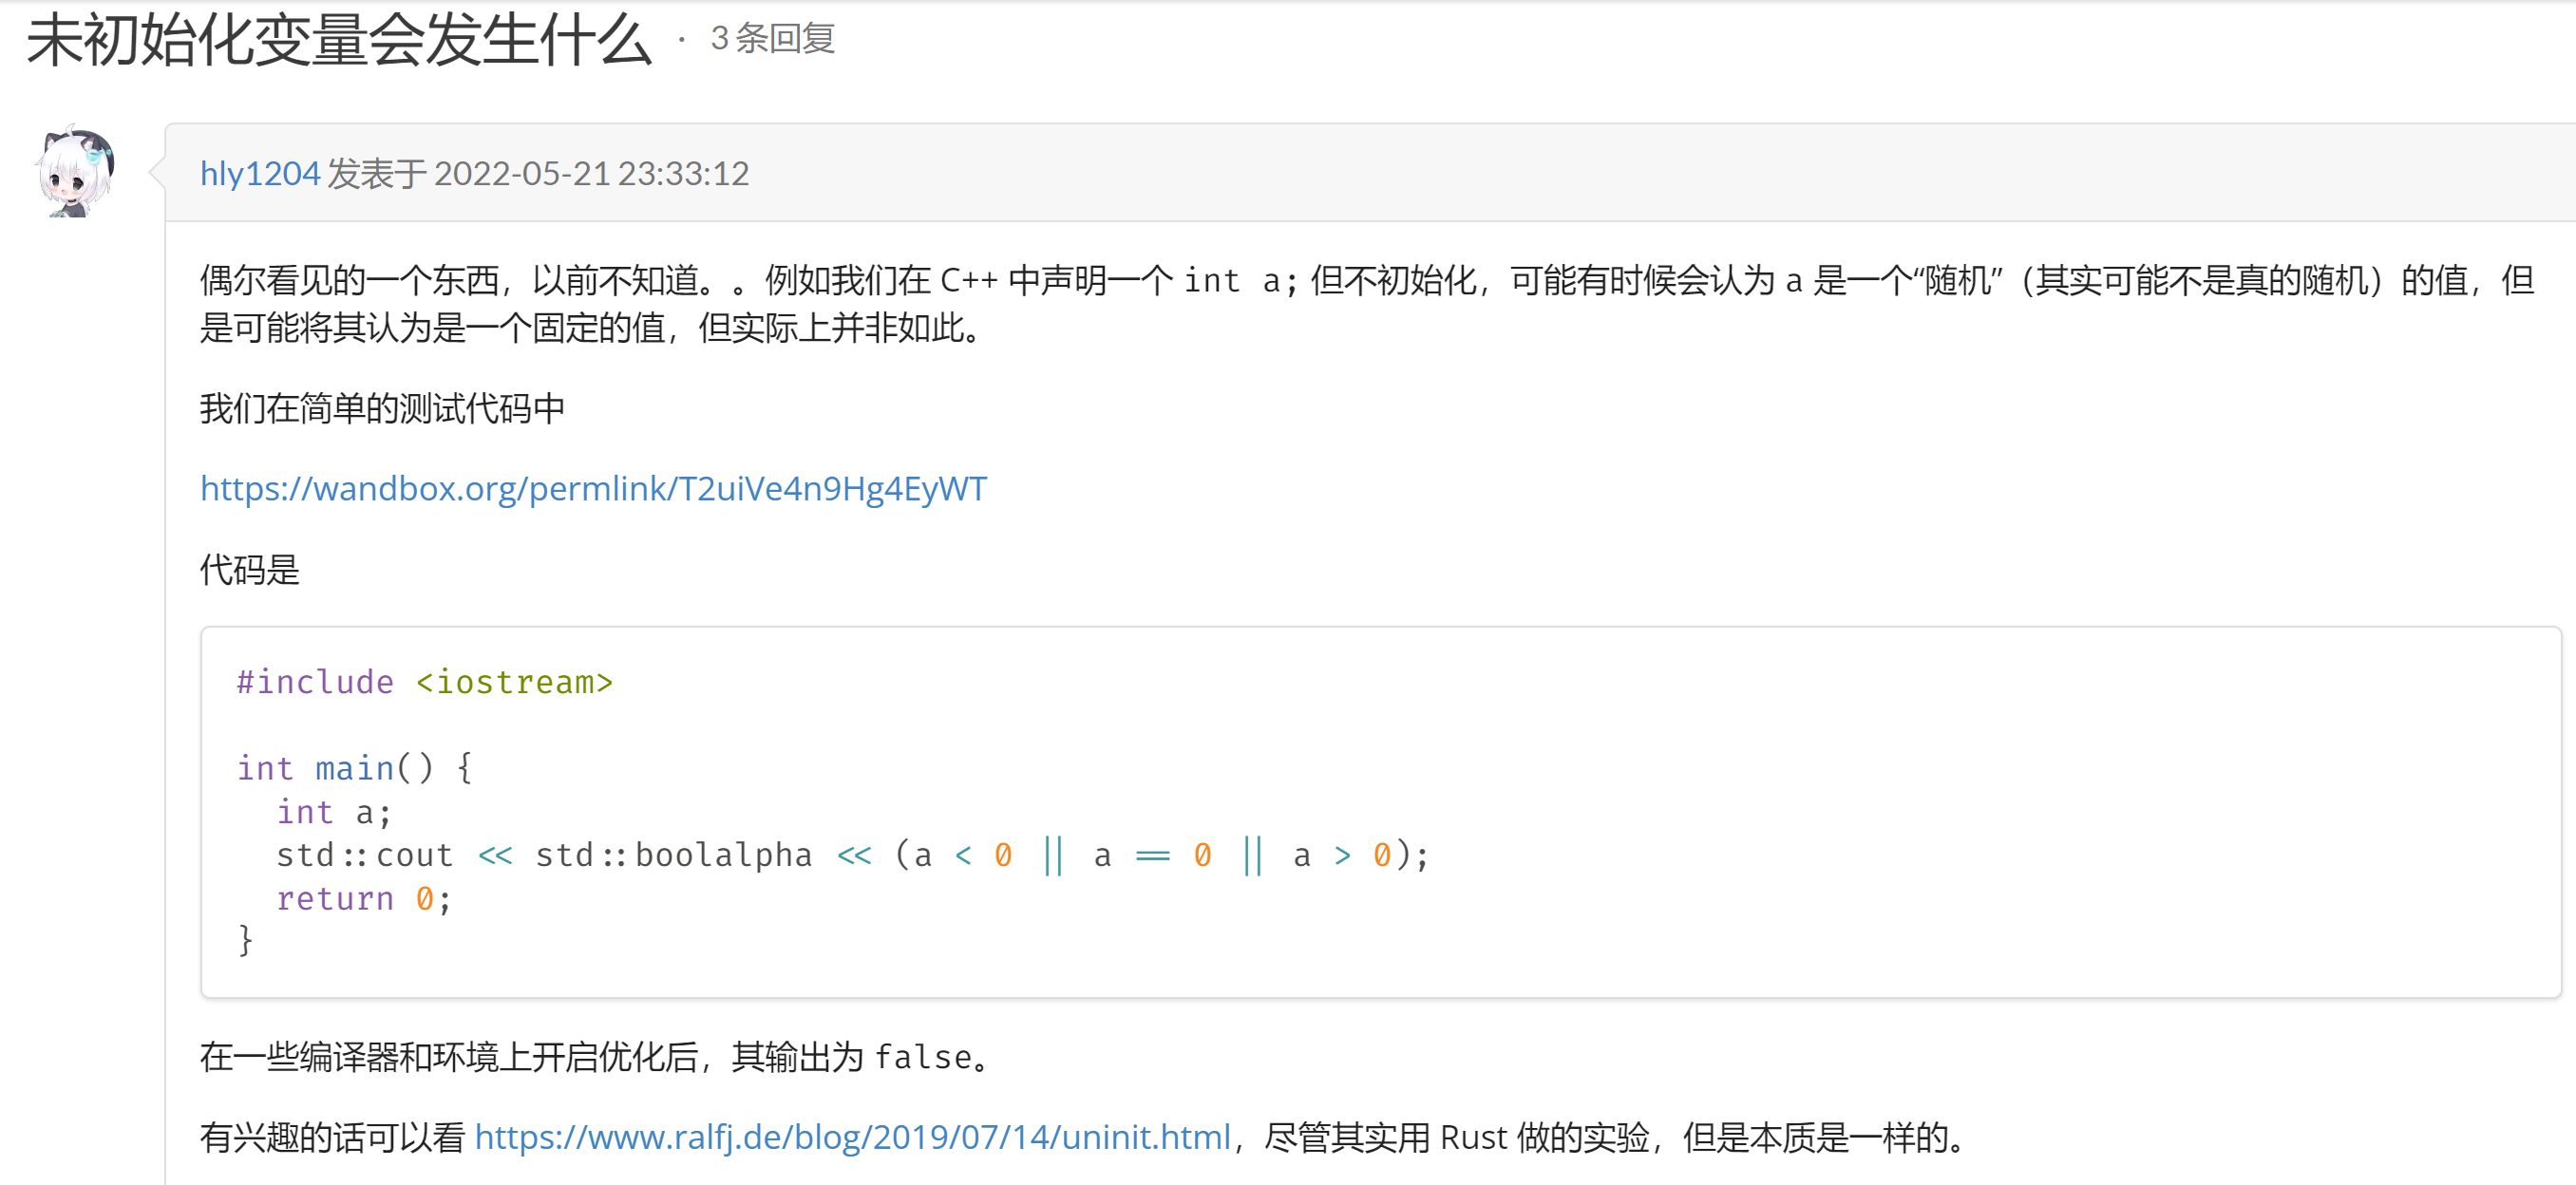 未初始化变量会发生什么 · 3 条回复
hly1204 发表于 2022-05-21 23:33:12
偶尔看见的一个东西，以前不知道。。例如我们在 C++ 中声明一个 int a; 但不初始化，可能有时候会认为 a 是一个“随机”（其实可能不是真的随机）的值，但
是可能将其认为是一个固定的值，但实际上并非如此。
我们在简单的测试代码中
https://wandbox.org/permlink/T2uiVe4n9Hg4EyWT
代码是
#include <iostream>
int main() {
  int a;
  std::cout << std::boolalpha << (a < 0 || a == 0 || a > 0);
  return 0;
}
在一些编译器和环境上开启优化后，其输出为 false。
有兴趣的话可以看 https://www.ralfj.de/blog/2019/07/14/uninit.html，尽管其实用 Rust 做的实验，但是本质是一样的。